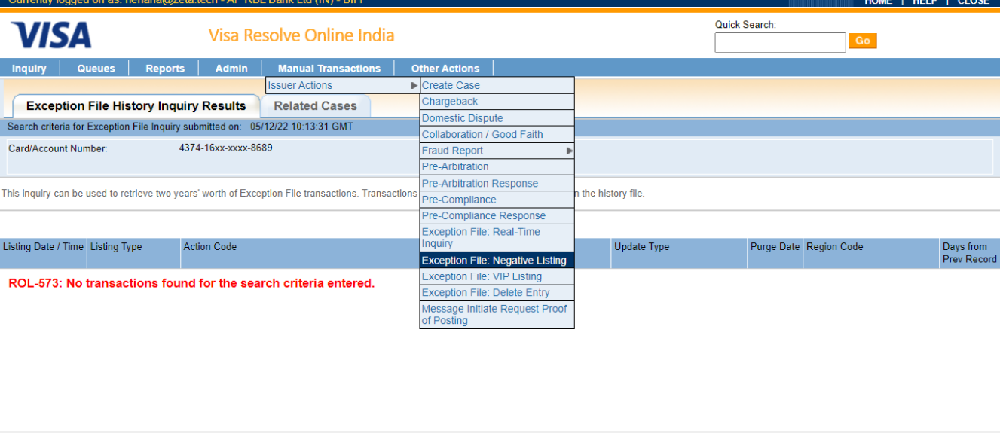 Currently logged on as: nehana@zeta.tech - AP RBL Bank Ltd (IN) -
HOME | HELP | CLOSE
VISA
Visa Resolve Online India
Quick Search:
Go
Inquiry
Queues
Reports
Admin
Manual Transactions
Other Actions
Issuer Actions
Create Case
Chargeback
Domestic Dispute
Collaboration / Good Faith
Fraud Report
Pre-Arbitration
Pre-Arbitration Response
Pre-Compliance
Pre-Compliance Response
Exception File: Real-Time
Inquiry
Exception File: Negative Listing
Exception File: VIP Listing
Exception File: Delete Entry
Message Initiate Request Proof
of Posting
Exception File History Inquiry Results
Related Cases
Search criteria for Exception File Inquiry submitted on: 05/12/22 10:13:31 GMT
Card/Account Number: 4374-16xx-xxxx-8689
This inquiry can be used to retrieve two years' worth of Exception File transactions. Transactions n the history file.
Listing Date / Time
Listing Type
Action Code
Update Type
Purge Date
Region Code
Days from
Prev Record
ROL-573: No transactions found for the search criteria entered.